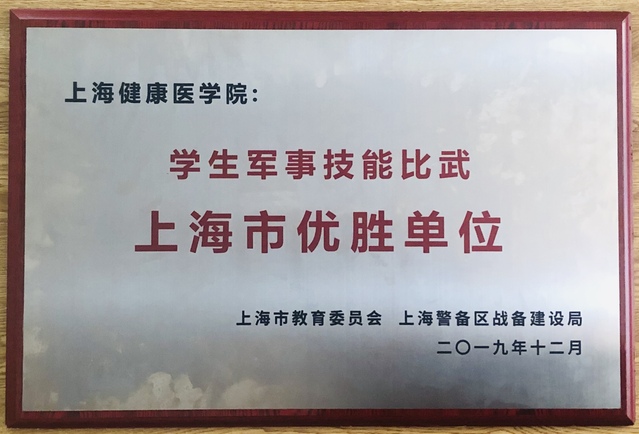 上海健康医学院：
学生军事技能比武
上海市优胜单位
上海市教育委员会 上海警备区战备建设局
二〇一九年十二月